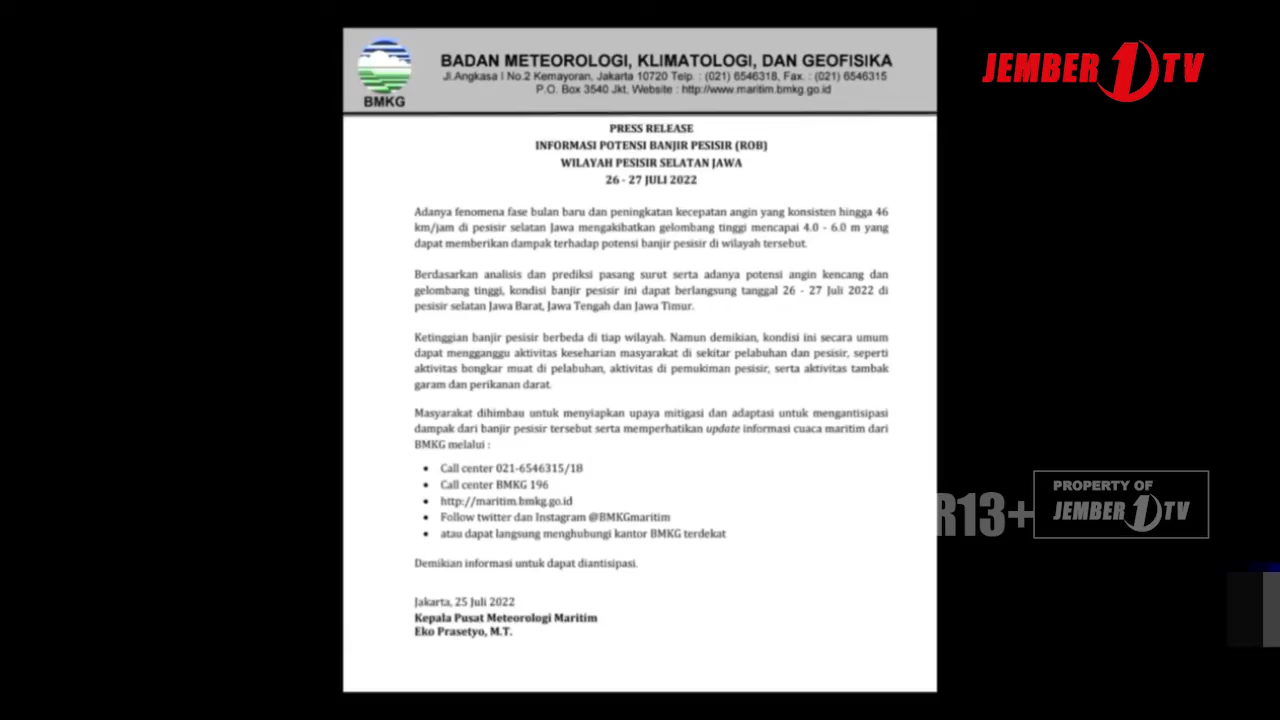 BADAN METEOROLOGI, KLIMATOLOGI, DAN GEOFISIKA
Jl.Angkasa I No.2 Kemayoran, Jakarta 10720 Telp. : (021) 6546318, Fax. : (021) 6546315
P.O. Box 3540 Jkt, Website : http://www.maritim.bmkg.go.id
BMKG
JEMBER 1 TV
PRESS RELEASE
INFORMASI POTENSI BANJIR PESISIR (ROB)
WILAYAH PESISIR SELATAN JAWA
26 - 27 JULI 2022
Adanya fenomena fase bulan baru dan peningkatan kecepatan angin yang konsisten hingga 46
km/jam di pesisir selatan Jawa mengakibatkan gelombang tinggi mencapai 4.0 - 6.0 m yang
dapat memberikan dampak terhadap potensi banjir pesisir di wilayah tersebut.
Berdasarkan analisis dan prediksi pasang surut serta adanya potensi angin kencang dan
gelombang tinggi, kondisi banjir pesisir ini dapat berlangsung tanggal 26 - 27 Juli 2022 di
pesisir selatan Jawa Barat, Jawa Tengah dan Jawa Timur.
Ketinggian banjir pesisir berbeda di tiap wilayah. Namun demikian, kondisi ini secara umum
dapat mengganggu aktivitas keseharian masyarakat di sekitar pelabuhan dan pesisir, seperti
aktivitas bongkar muat di pelabuhan, aktivitas di pemukiman pesisir, serta aktivitas tambak
garam dan perikanan darat.
Masyarakat dihimbau untuk menyiapkan upaya mitigasi dan adaptasi untuk mengantisipasi
dampak dari banjir pesisir tersebut serta memperhatikan update informasi cuaca maritim dari
BMKG melalui :
• Call center 021-6546315/18
• Call center BMKG 196
• http://maritim.bmkg.go.id
• Follow twitter dan Instagram @BMKGmaritim
• atau dapat langsung menghubungi kantor BMKG terdekat
Demikian informasi untuk dapat diantisipasi.
Jakarta, 25 Juli 2022
Kepala Pusat Meteorologi Maritim
Eko Prasetyo, M.T.
R13+
PROPERTY OF
JEMBER 1 TV